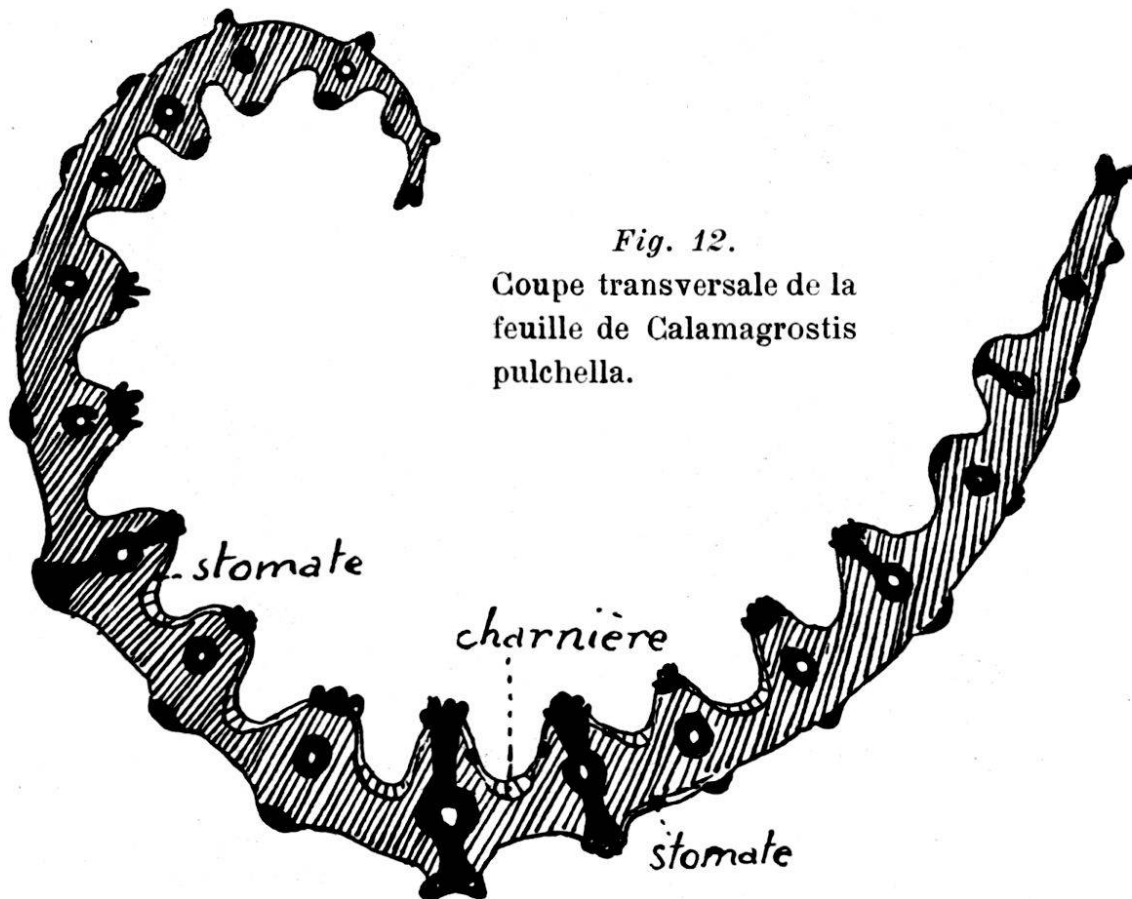 Fig. 12.
Coupe transversale de la
feuille de Calamagrostis
pulchella.
stomate
charnière
stomate